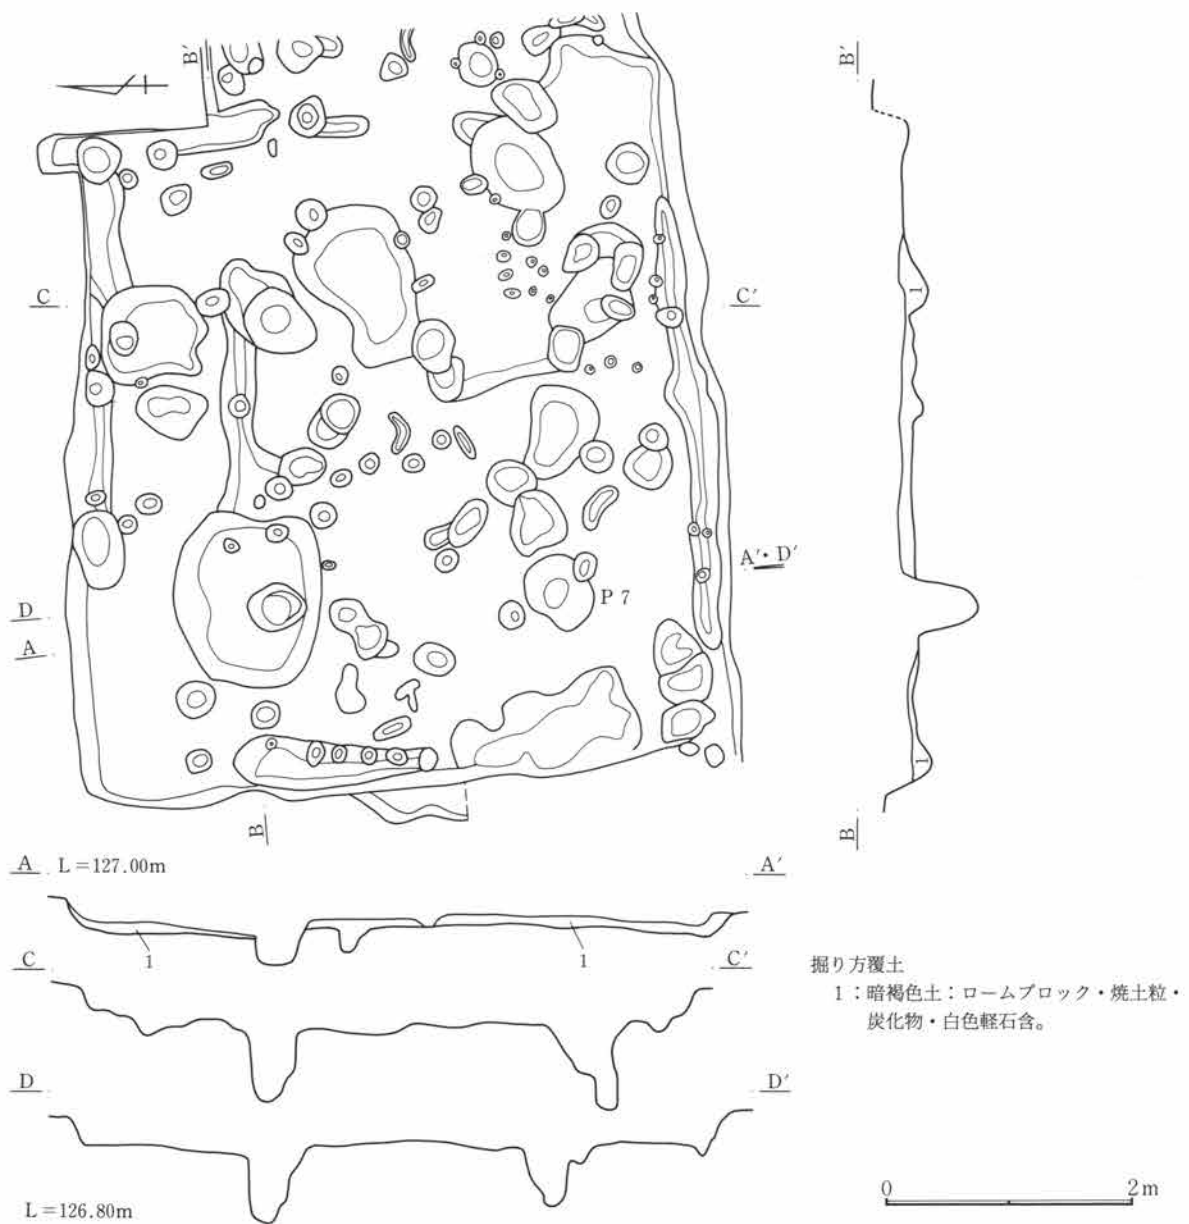 B′
B′
C
C′
A′・D′
P 7
D
A
B
B
1
1
A L=127.00m
A′
1
1
C
C′
掘り方覆土
1：暗褐色土：ロームブロック・焼土粒・
炭化物・白色軽石含。
D
D′
L=126.80m
0
2m